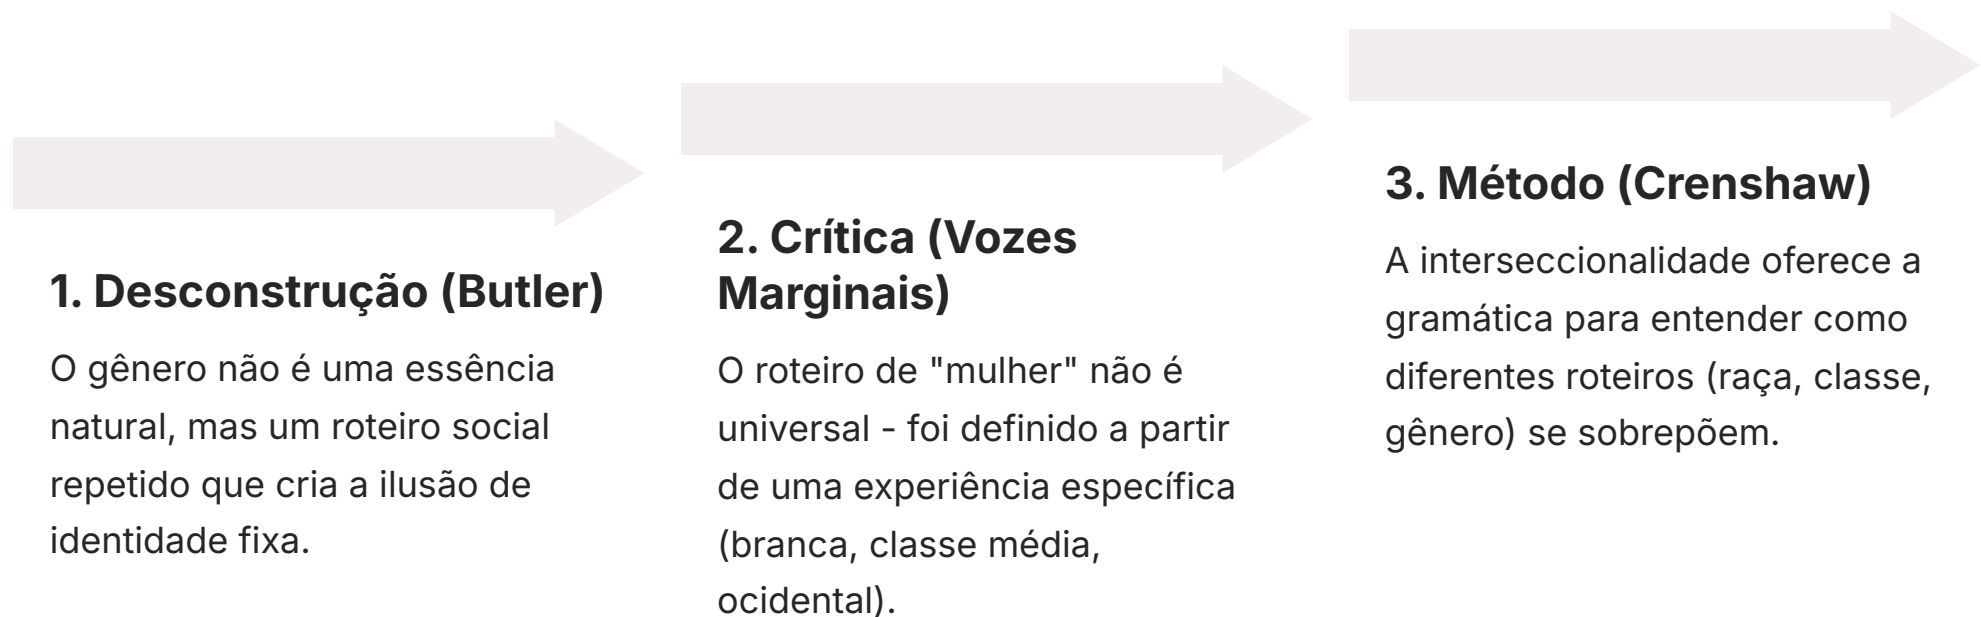 1. Desconstrução (Butler)
O gênero não é uma essência
natural, mas um roteiro social
repetido que cria a ilusão de
identidade fixa.
2. Crítica (Vozes
Marginais)
O roteiro de "mulher" não é
universal - foi definido a partir
de uma experiência específica
(branca, classe média,
ocidental).
3. Método (Crenshaw)
A interseccionalidade oferece a
gramática para entender como
diferentes roteiros (raça, classe,
gênero) se sobrepõem.